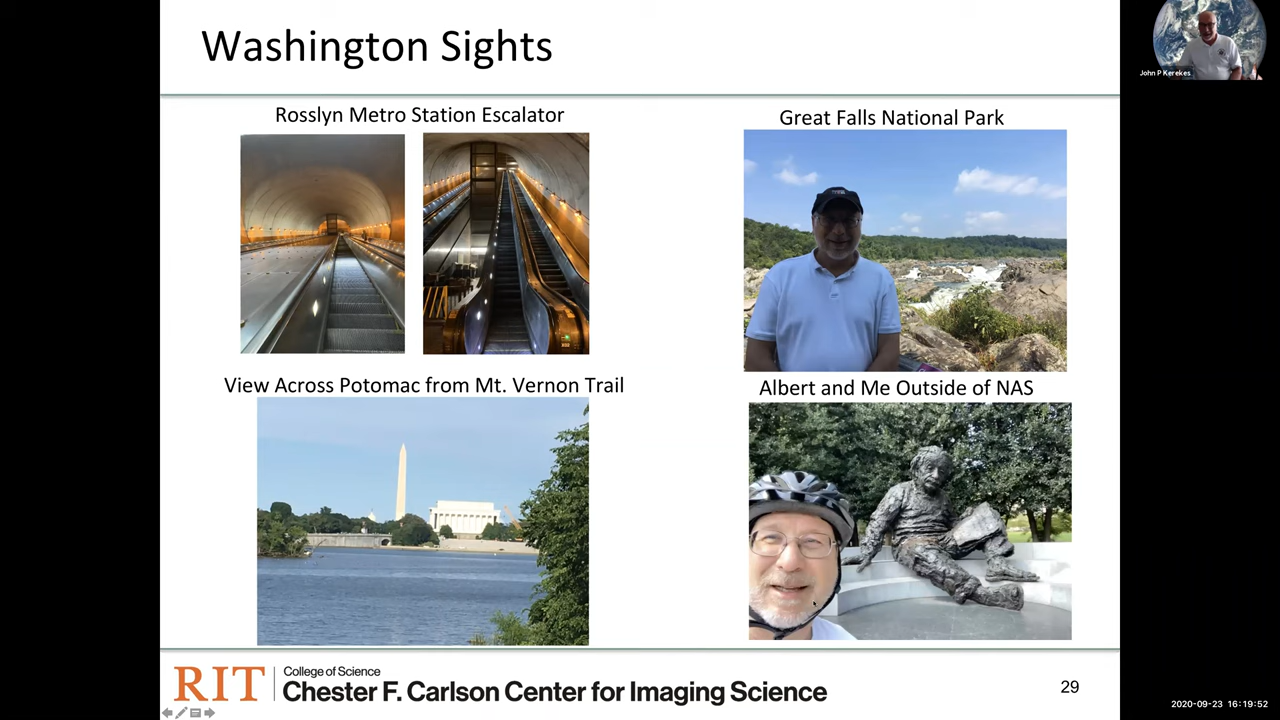 Washington Sights
Rosslyn Metro Station Escalator
Great Falls National Park
View Across Potomac from Mt. Vernon Trail
Albert and Me Outside of NAS
RIT
College of Science
Chester F. Carlson Center for Imaging Science
29
John P Kerekes
2020-09-23 16:19:52